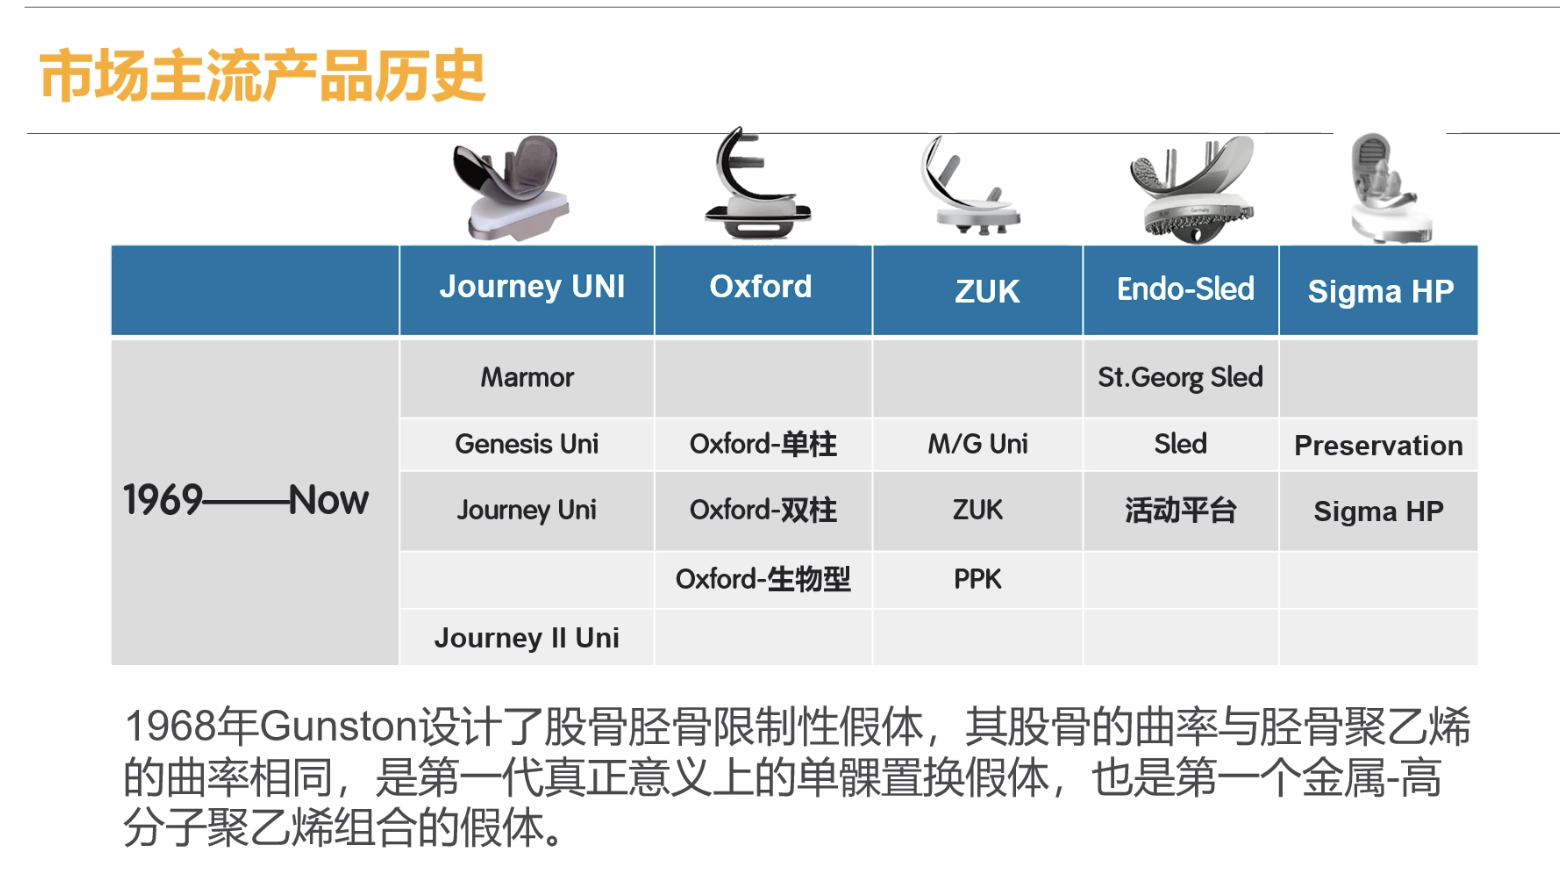 市场主流产品历史
Journey UNI Oxford ZUK Endo-Sled Sigma HP
Marmor St.Georg Sled
Genesis Uni Oxford-单柱 M/G Uni Sled Preservation
1969——Now Journey Uni Oxford-双柱 ZUK 活动平台 Sigma HP
Oxford-生物型 PPK
Journey II Uni
1968年Gunston设计了股骨胫骨限制性假体，其股骨的曲率与胫骨聚乙烯
的曲率相同，是第一代真正意义上的单髁置换假体，也是第一个金属-高
分子聚乙烯组合的假体。